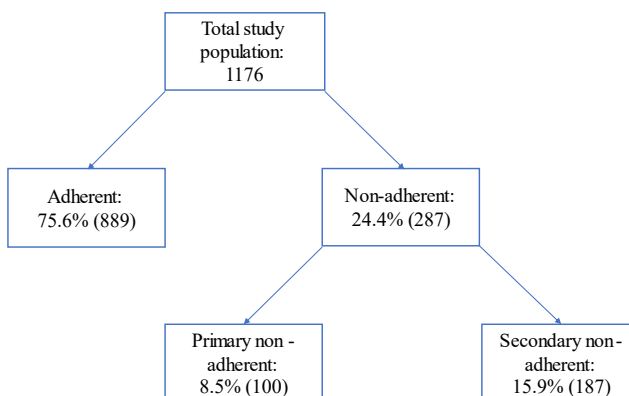 Total study
population:
1176
Adherent:
75.6% (889)
Non-adherent:
24.4% (287)
Primary non -
adherent:
8.5% (100)
Secondary non -
adherent:
15.9% (187)